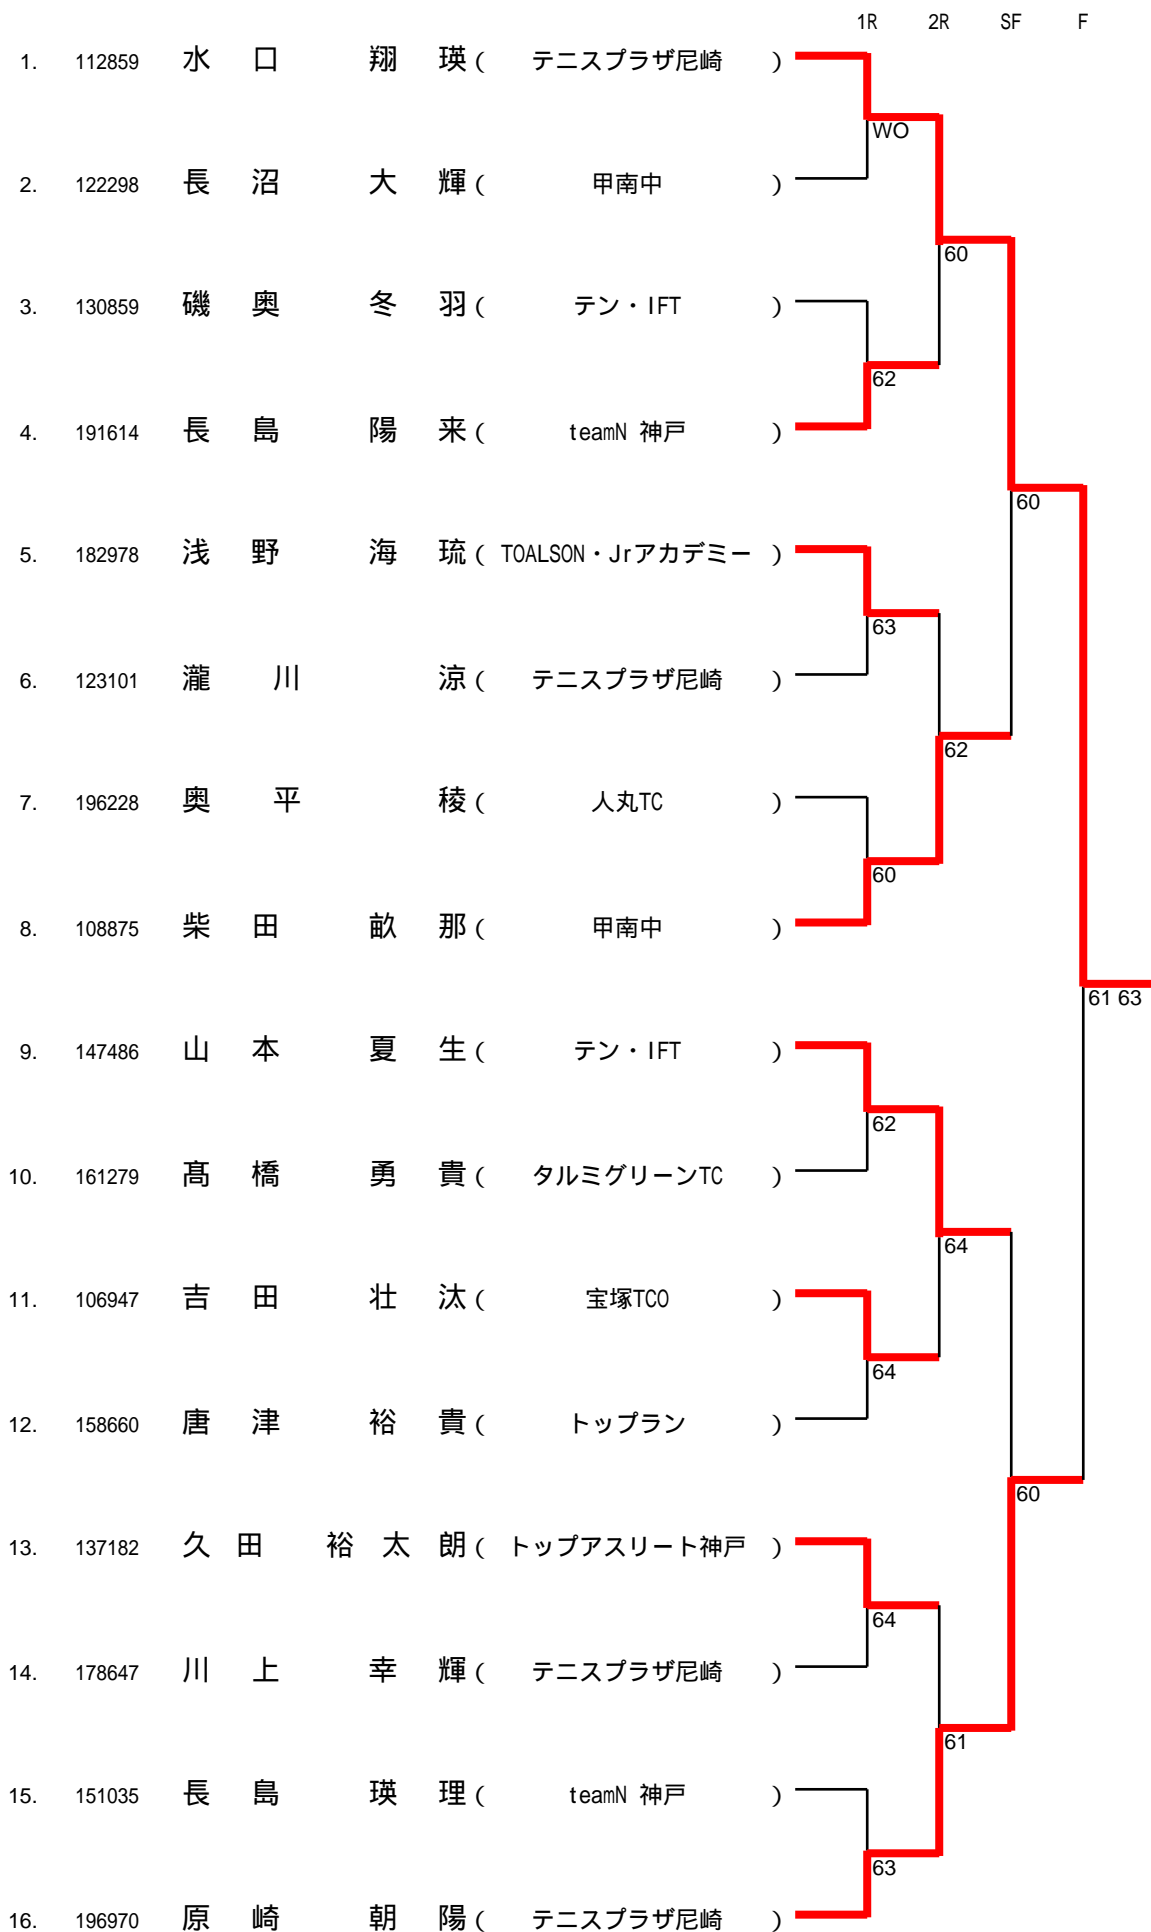 1R 2R SF F
1. 112859 水口 翔瑛 ( テニスプラザ尼崎 )
WO
2. 122298 長沼 大輝 ( 甲南中 )
60
3. 130859 磯奥 冬羽 ( テン・IFT )
62
4. 191614 長島 陽来 ( teamN 神戸 )
60
5. 182978 浅野 海琉 ( TOALSON・Jrアカデミー )
63
6. 123101 瀧川 涼 ( テニスプラザ尼崎 )
62
7. 196228 奥平 稜 ( 人丸TC )
60
8. 108875 柴田 畝那 ( 甲南中 )
61 63
9. 147486 山本 夏生 ( テン・IFT )
62
10. 161279 髙橋 勇貴 ( タルミグリーンTC )
64
11. 106947 吉田 壮汰 ( 宝塚TCO )
64
12. 158660 唐津 裕貴 ( トップラン )
60
13. 137182 久田 裕太朗 ( トップアスリート神戸 )
64
14. 178647 川上 幸輝 ( テニスプラザ尼崎 )
61
15. 151035 長島 瑛理 ( teamN 神戸 )
63
16. 196970 原崎 朝陽 ( テニスプラザ尼崎 )